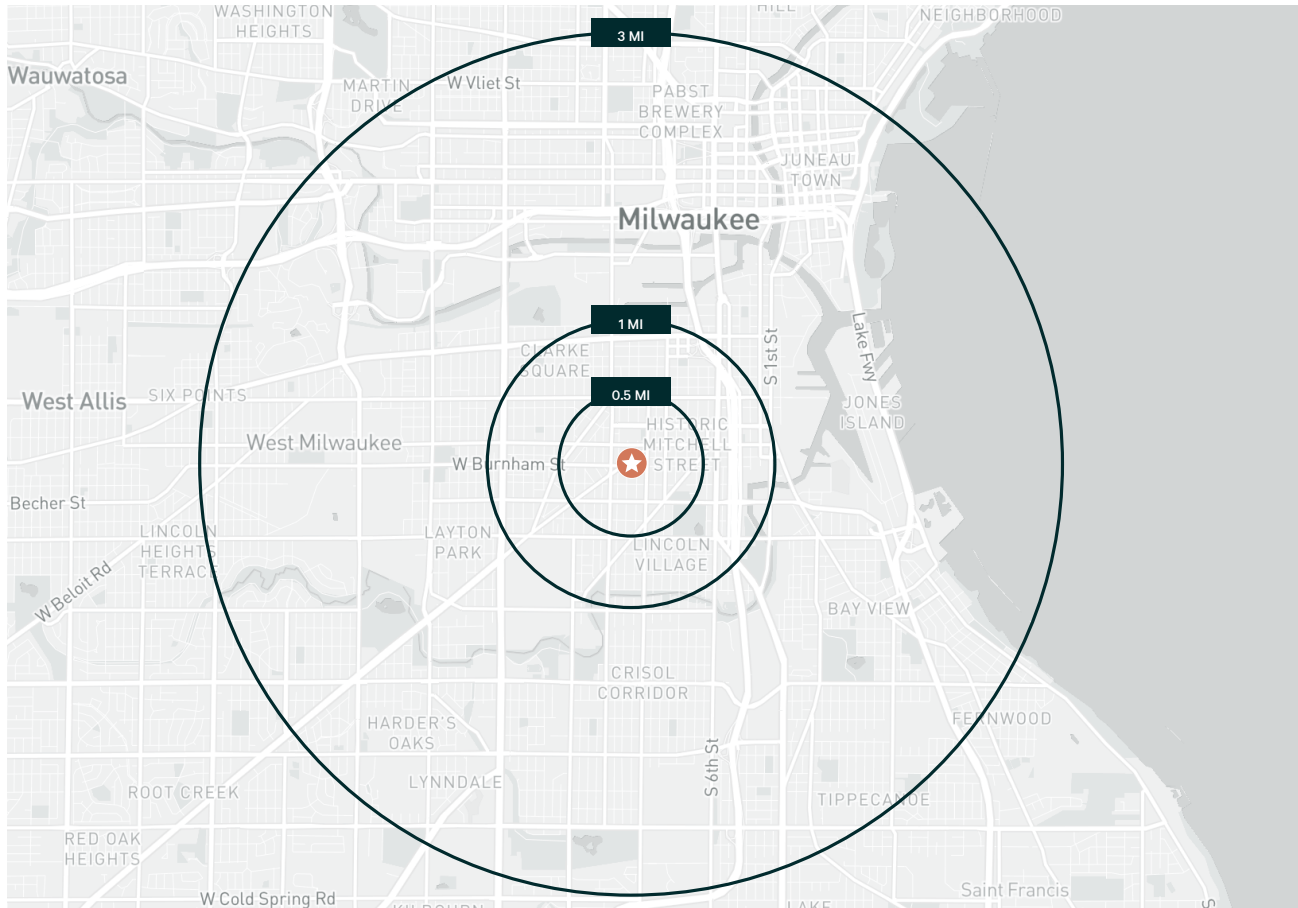 WASHINGTON
HEIGHTS
HILL
NEIGHBORHOOD
3 MI
Wauwatosa
MARTIN
DRIVE
W Vliet St
PABST
BREWERY
COMPLEX
JUNEAU
TOWN
Milwaukee
1 MI
CLARKE
SQUARE
S 1st St
Lake Fwy
0.5 MI
West Allis
SIX POINTS
JONES
ISLAND
HISTORIC
MITCHELL
STREET
West Milwaukee
W Burnham St
Becher St
LINCOLN
HEIGHTS
TERRACE
LAYTON
PARK
LINCOLN
VILLAGE
W Beloit Rd
BAY VIEW
CRISOL
CORRIDOR
HARDER'S
OAKS
FERNWOOD
S 6th St
LYNNDALE
ROOT CREEK
TIPPECANOE
RED OAK
HEIGHTS
W Cold Spring Rd
Saint Francis
KILBOURN
LAKE
S